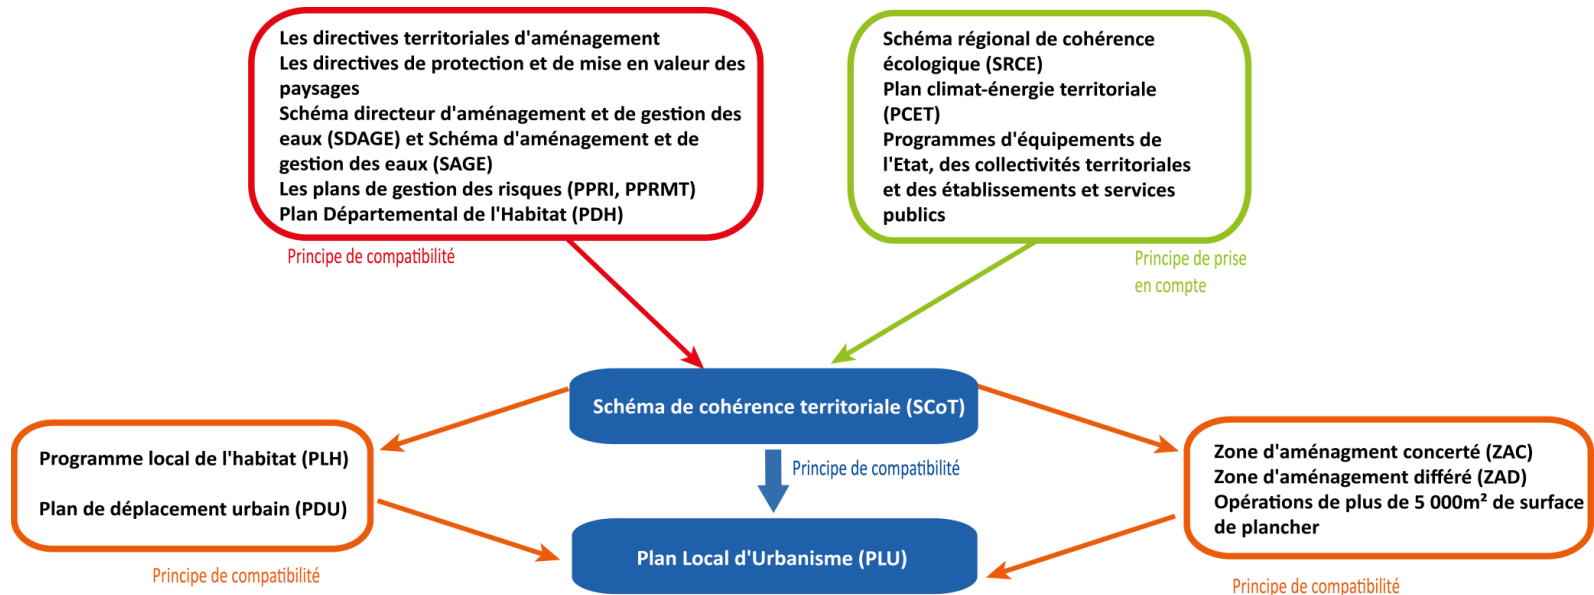 Les directives territoriales d'aménagement
Les directives de protection et de mise en valeur des
paysages
Schéma directeur d'aménagement et de gestion des
eaux (SDAGE) et Schéma d'aménagement et de
gestion des eaux (SAGE)
Les plans de gestion des risques (PPRI, PPRMT)
Plan Départemental de l'Habitat (PDH)
Principe de compatibilité
Schéma régional de cohérence
écologique (SRCE)
Plan climat-énergie territoriale
(PCET)
Programmes d'équipements de
l'Etat, des collectivités territoriales
et des établissements et services
publics
Principe de prise
en compte
Schéma de cohérence territoriale (SCoT)
Programme local de l'habitat (PLH)
Plan de déplacement urbain (PDU)
Principe de compatibilité
Principe de compatibilité
Zone d'aménagment concerté (ZAC)
Zone d'aménagement différé (ZAD)
Opérations de plus de 5 000m² de surface
de plancher
Principe de compatibilité
Plan Local d'Urbanisme (PLU)